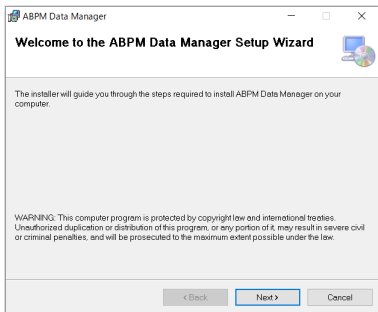 ABPM Data Manager
Welcome to the ABPM Data Manager Setup Wizard
The installer will guide you through the steps required to install ABPM Data Manager on your
computer.
WARNING: This computer program is protected by copyright law and international treaties.
Unauthorized duplication or distribution of this program, or any portion of it, may result in severe civil
or criminal penalties, and will be prosecuted to the maximum extent possible under the law.
< Back Next > Cancel